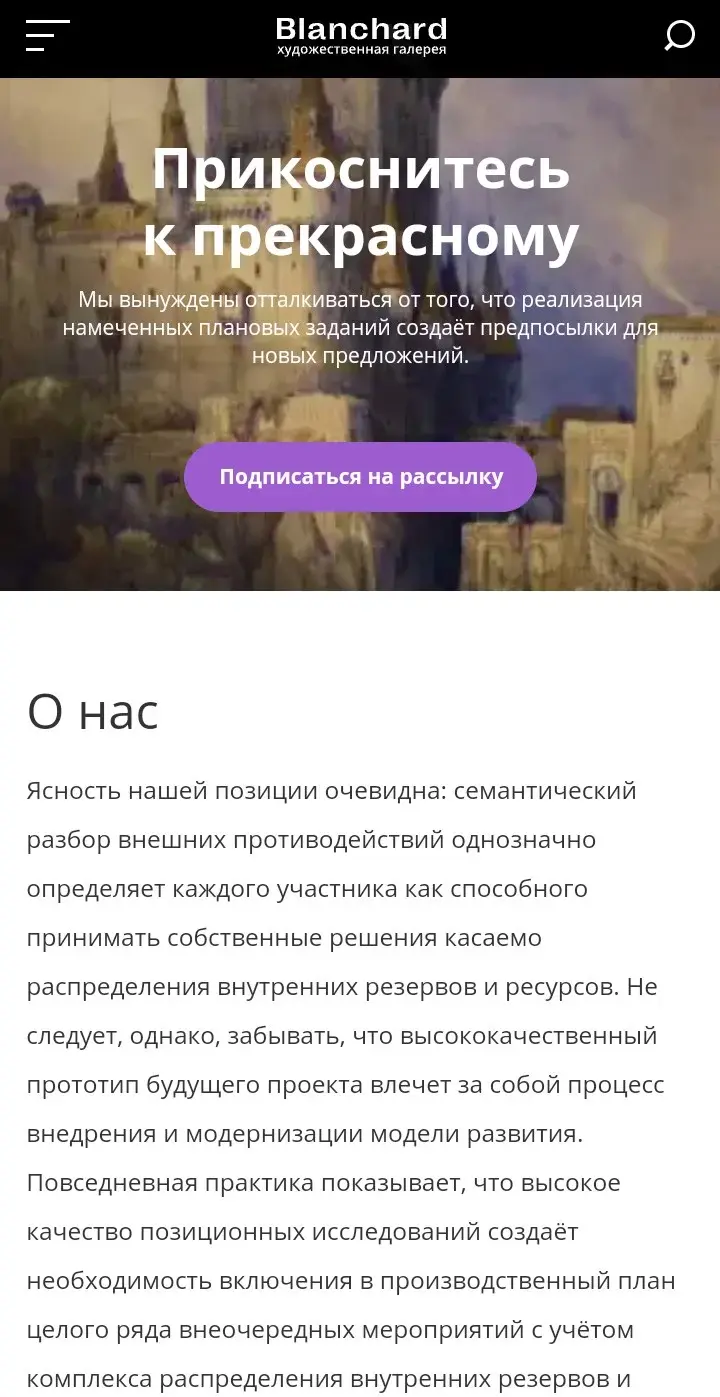 Blanchard
художественная галерея
Прикоснитесь
к прекрасному
Мы вынуждены отталкиваться от того, что реализация
намеченных плановых заданий создаёт предпосылки для
новых предложений.
Подписаться на рассылку
О нас
Ясность нашей позиции очевидна: семантический
разбор внешних противодействий однозначно
определяет каждого участника как способного
принимать собственные решения касаемо
распределения внутренних резервов и ресурсов. Не
следует, однако, забывать, что высококачественный
прототип будущего проекта влечет за собой процесс
внедрения и модернизации модели развития.
Повседневная практика показывает, что высокое
качество позиционных исследований создаёт
необходимость включения в производственный план
целого ряда внеочередных мероприятий с учётом
комплекса распределения внутренних резервов и